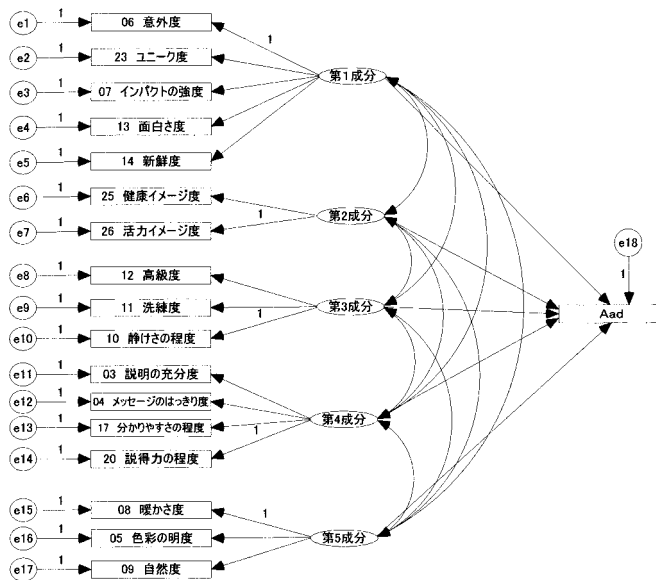 e1 1 06 意外度 1
e2 1 23 ユニーク度
e3 1 07 インパクトの強度 第1成分
e4 1 13 面白さ度
e5 1 14 新鮮度
e6 1 25 健康イメージ度
e7 1 26 活力イメージ度 1 第2成分
e18
1
e8 1 12 高級度
e9 1 11 洗練度 第3成分 Aad
e10 1 10 静けさの程度 1
e11 1 03 説明の充分度
e12 1 04 メッセージのはっきり度
e13 1 17 分かりやすさの程度 第4成分
e14 1 20 説得力の程度 1
e15 1 08 暖かさ度 1
e16 1 05 色彩の明度 第5成分
e17 1 09 自然度